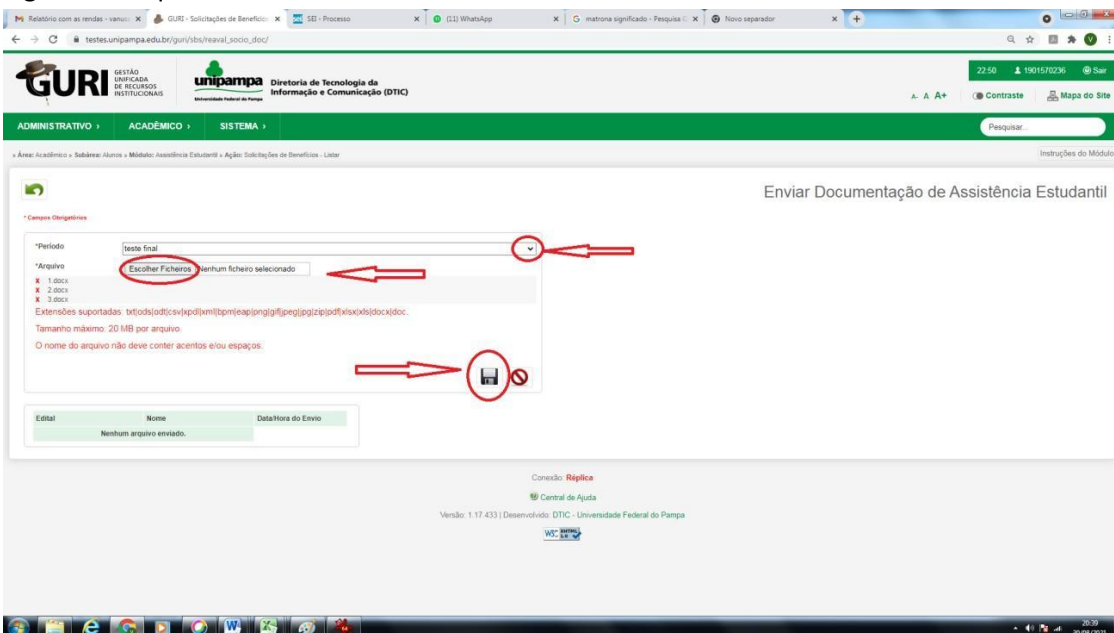 Relatório com as rendas - vanus
GURI - Solicitações de Benefício
SEI - Processo
(11) WhatsApp
G matrona significado - Pesquisa
Novo separador
testes.unipampa.edu.br/guri/sbs/reaval_socio_doc/
GURI
GESTÃO
UNIFICADA
DE RECURSOS
INSTITUCIONAIS
unipampa
Universidade Federal do Pampa
Diretoria de Tecnologia da
Informação e Comunicação (DTIC)
22:50 1901570236 Sair
A- A A+ Contraste Mapa do Site
ADMINISTRATIVO › ACADÊMICO › SISTEMA ›
Pesquisar...
» Área: Acadêmico » Subárea: Alunos » Módulo: Assistência Estudantil » Ação: Solicitações de Benefícios - Listar
Instruções do Módulo
Enviar Documentação de Assistência Estudantil
* Campos Obrigatórios
*Período teste final
*Arquivo Escolher Ficheiros Nenhum ficheiro selecionado
X 1.docx
X 2.docx
X 3.docx
Extensões suportadas: txt|ods|odt|csv|xpdl|xml|bpm|eap|png|gif|jpeg|jpg|zip|pdf|xlsx|xls|docx|doc.
Tamanho máximo: 20 MB por arquivo.
O nome do arquivo não deve conter acentos e/ou espaços.
Edital Nome Data/Hora do Envio
Nenhum arquivo enviado.
Conexão: Réplica
Central de Ajuda
Versão: 1.17.433 | Desenvolvido: DTIC - Universidade Federal do Pampa
W3C XHTML 1.0
20:39
30/08/2021